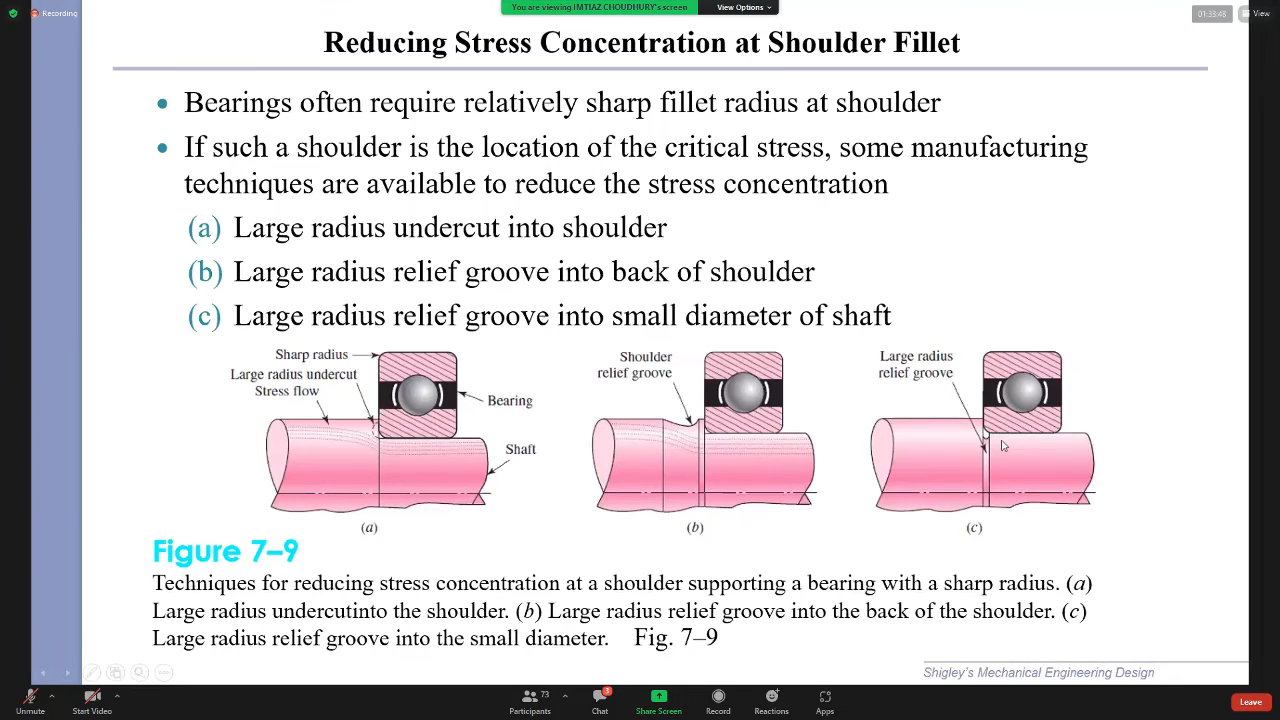 Recording
You are viewing IMTIAZ CHOUDHURY's screen
View Options
01:33:48
View
Reducing Stress Concentration at Shoulder Fillet
• Bearings often require relatively sharp fillet radius at shoulder
• If such a shoulder is the location of the critical stress, some manufacturing
techniques are available to reduce the stress concentration
(a) Large radius undercut into shoulder
(b) Large radius relief groove into back of shoulder
(c) Large radius relief groove into small diameter of shaft
Sharp radius
Large radius undercut
Stress flow
Bearing
Shaft
(a)
Shoulder
relief groove
(b)
Large radius
relief groove
(c)
Figure 7–9
Techniques for reducing stress concentration at a shoulder supporting a bearing with a sharp radius. (a)
Large radius undercutinto the shoulder. (b) Large radius relief groove into the back of the shoulder. (c)
Large radius relief groove into the small diameter. Fig. 7–9
Shigley's Mechanical Engineering Design
Unmute
Start Video
73
Participants
3
Chat
Share Screen
Record
Reactions
Apps
Leave